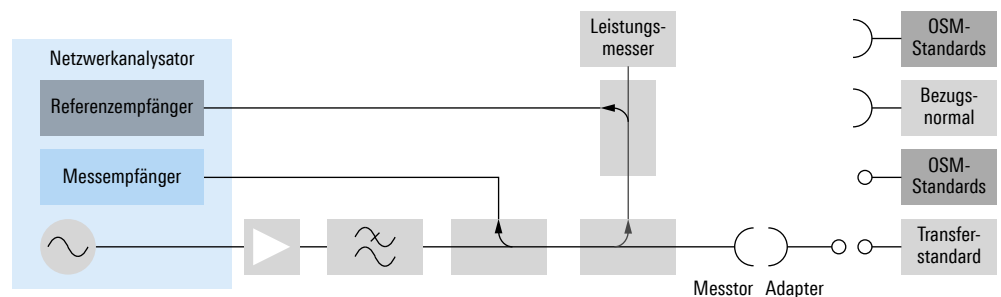 Netzwerkanalysator
Referenzempfänger
Messempfänger
Leistungs-
messer
OSM-
Standards
Bezugs-
normal
OSM-
Standards
Transfer-
standard
Messtor
Adapter